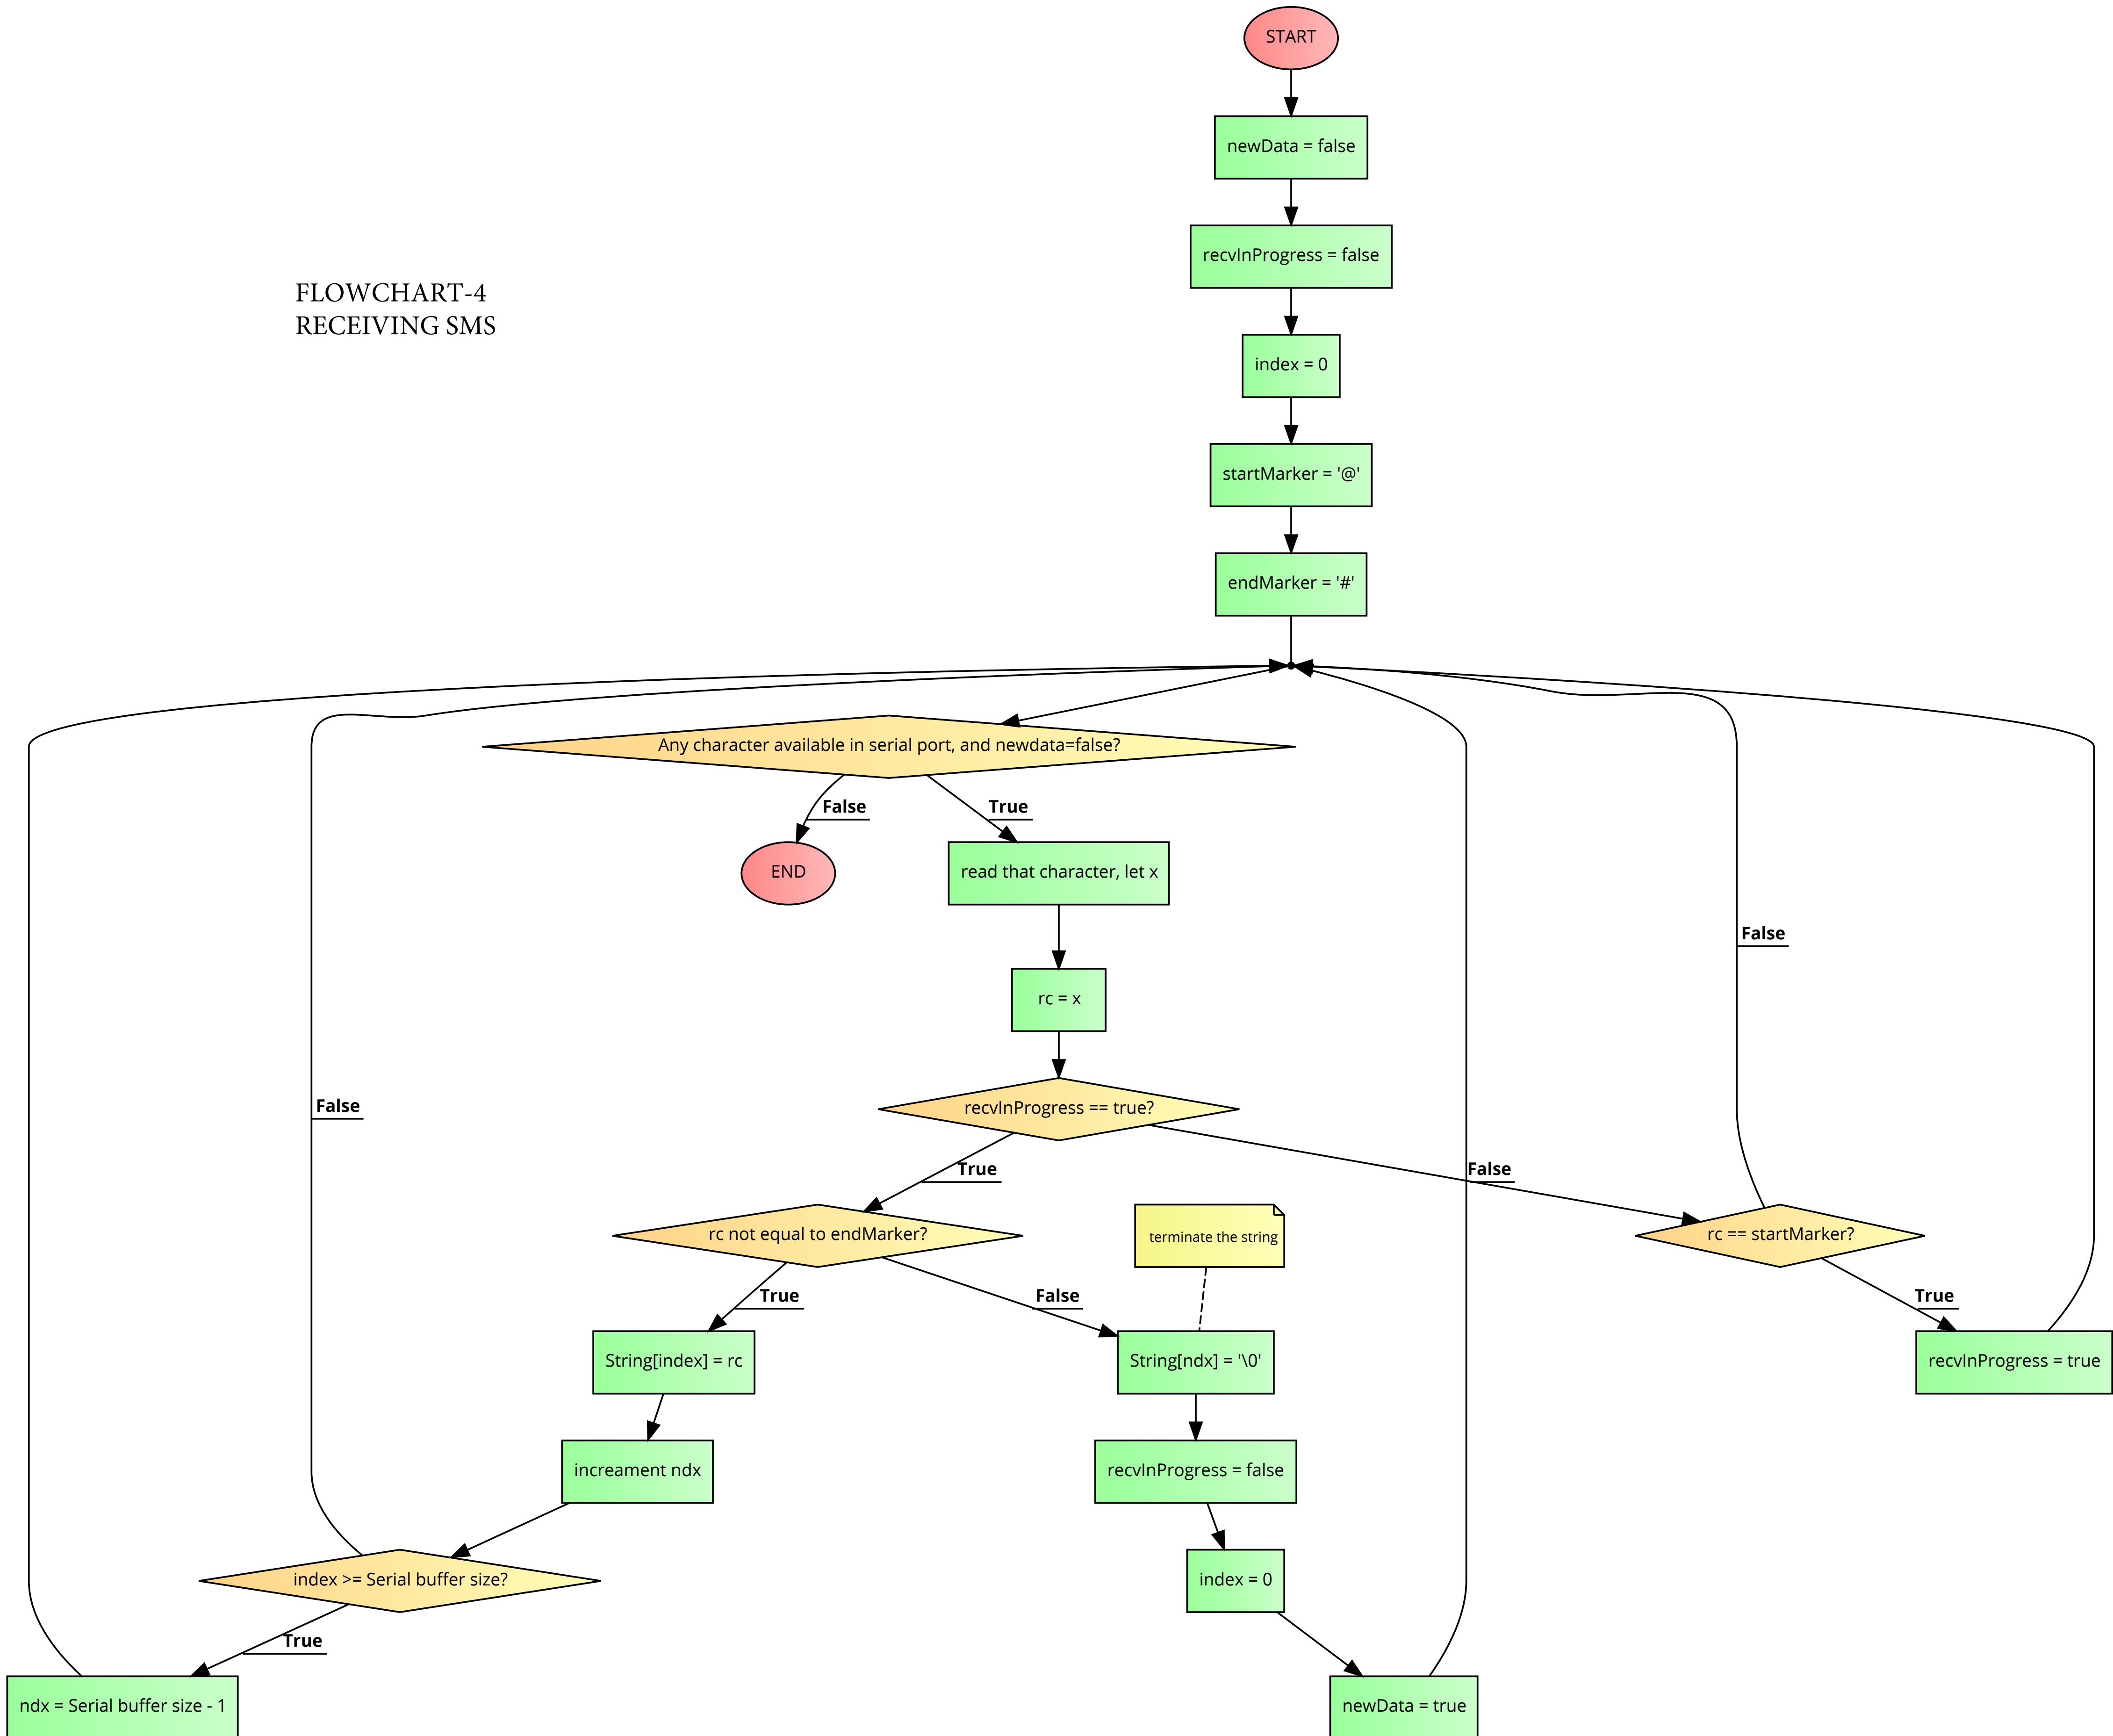 START
newData = false
recvInProgress = false
FLOWCHART-4
RECEIVING SMS
index = 0
startMarker = '@'
endMarker = '#'
Any character available in serial port, and newdata=false?
False
True
END
read that character, let x
False
rc = x
False
recvInProgress == true?
True
False
rc not equal to endMarker?
terminate the string
rc == startMarker?
True
False
True
String[index] = rc
String[ndx] = '\0'
recvInProgress = true
increament ndx
recvInProgress = false
index >= Serial buffer size?
index = 0
True
ndx = Serial buffer size - 1
newData = true